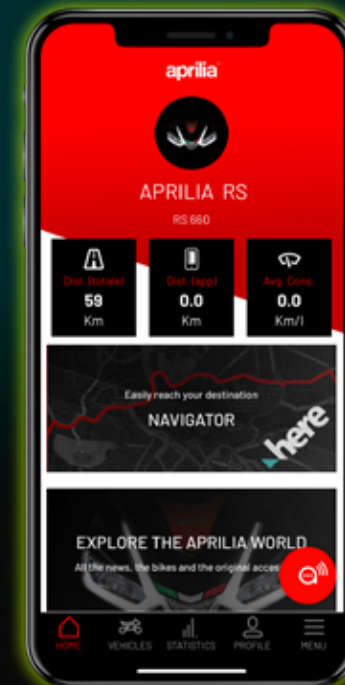 aprilia
APRILIA RS
RS 660
Dist. (totale)
59
Km
Dist. (app)
0.0
Km
Avg. Cons.
0.0
Km/l
Easily reach your destination
NAVIGATOR
here
EXPLORE THE APRILIA WORLD
All the news, the bikes and the original acces
HOME
VEHICLES
STATISTICS
PROFILE
MENU